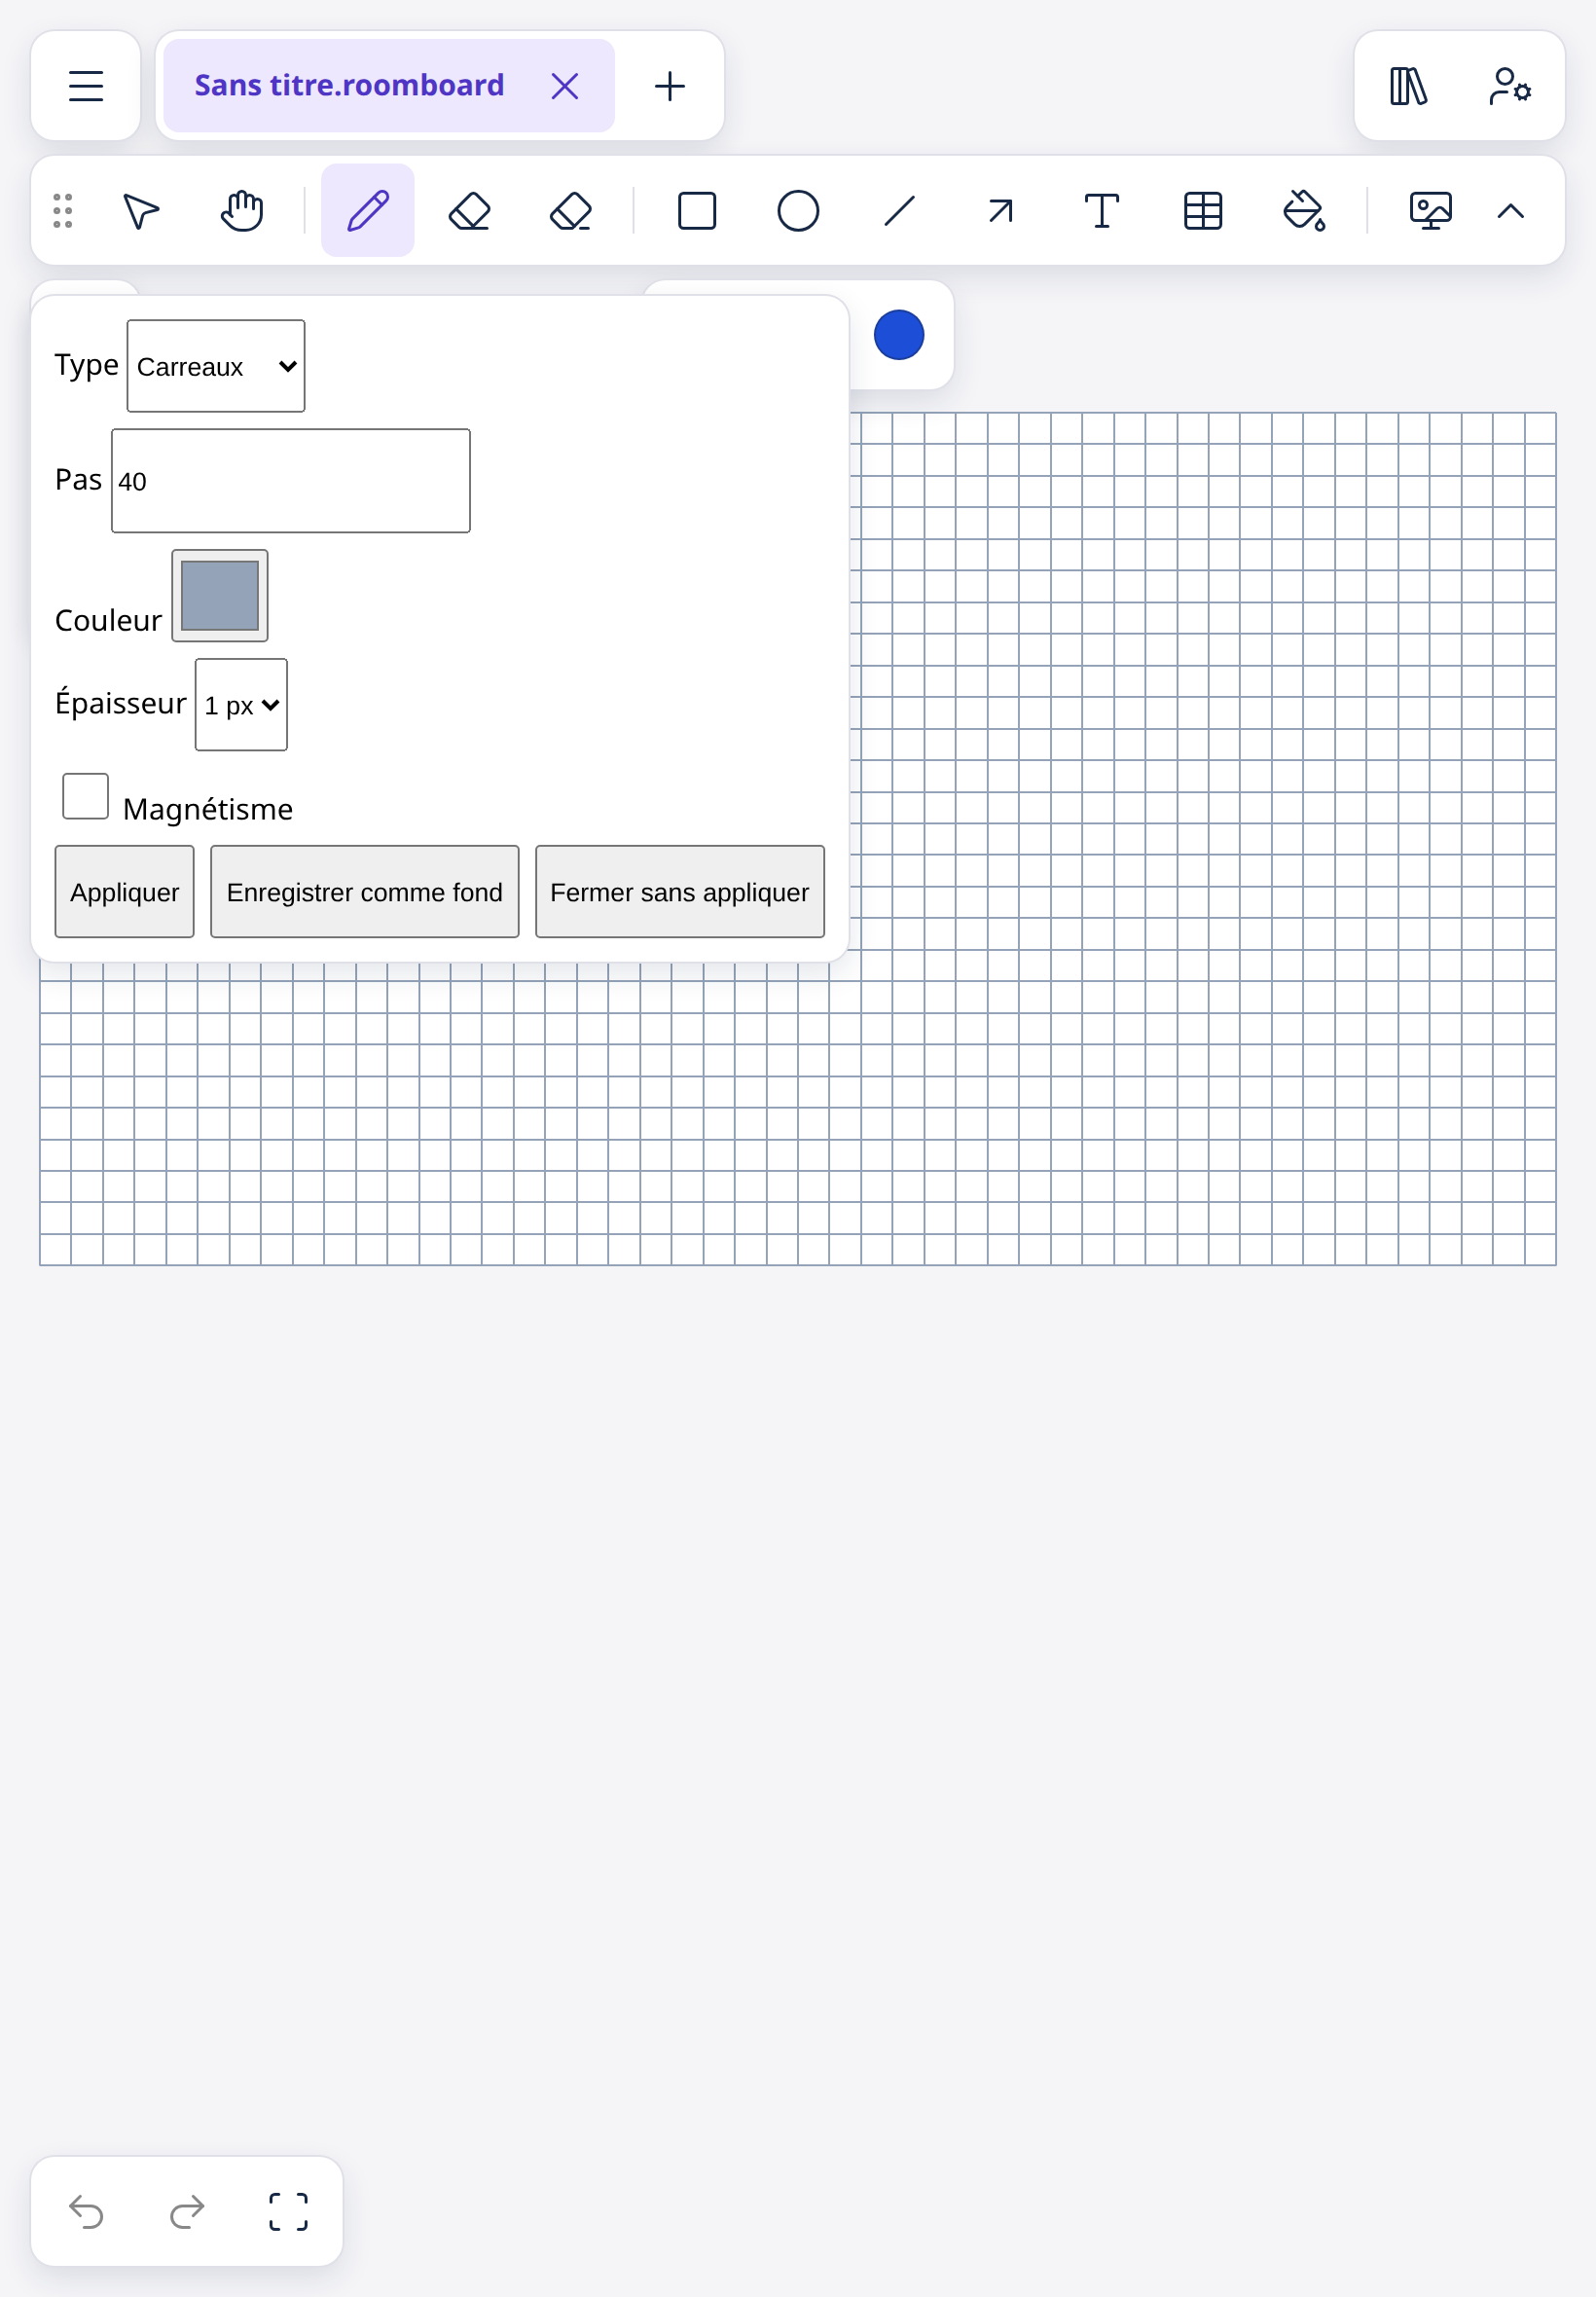 Sans titre.roomboard
Type Carreaux
Pas 40
Couleur
Épaisseur 1 px
Magnétisme
Appliquer Enregistrer comme fond Fermer sans appliquer